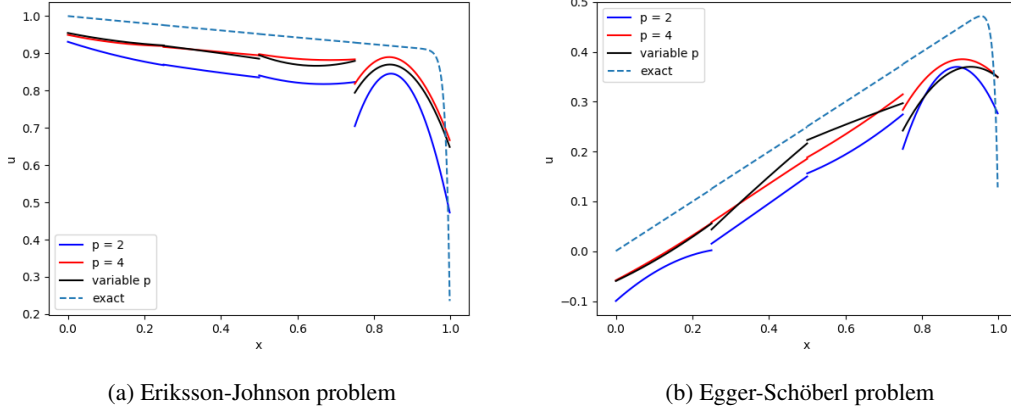 1.0
0.9
0.8
0.7
0.6
0.5
0.4
0.3
0.2
u
p = 2
p = 4
variable p
exact
0.0 0.2 0.4 0.6 0.8 1.0
x
(a) Eriksson-Johnson problem
0.5
0.4
0.3
0.2
0.1
0.0
−0.1
u
p = 2
p = 4
variable p
exact
0.0 0.2 0.4 0.6 0.8 1.0
x
(b) Egger-Schöberl problem